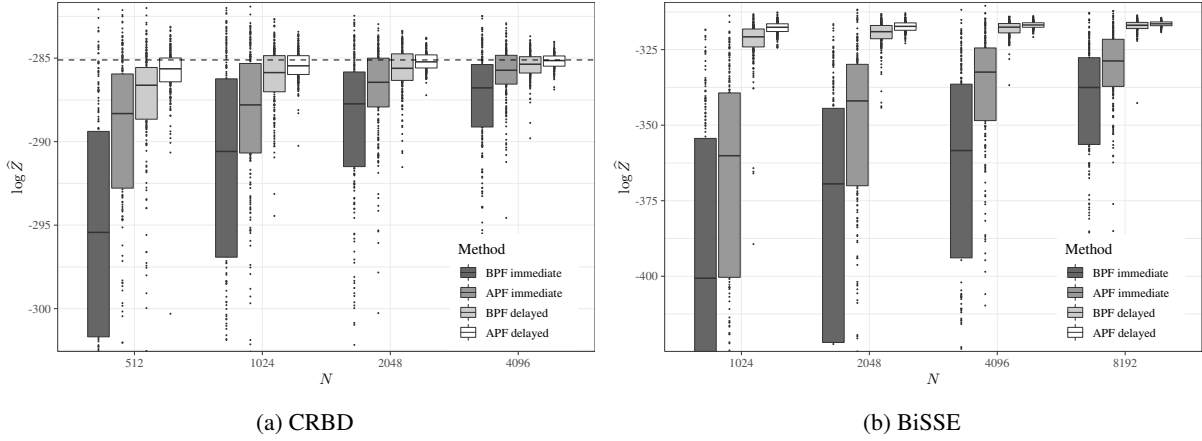 -285
-290
-295
-300
log Ẑ
Method
BPF immediate
APF immediate
BPF delayed
APF delayed
512
1024
2048
4096
N
(a) CRBD
-325
-350
-375
-400
log Ẑ
Method
BPF immediate
APF immediate
BPF delayed
APF delayed
1024
2048
4096
8192
N
(b) BiSSE